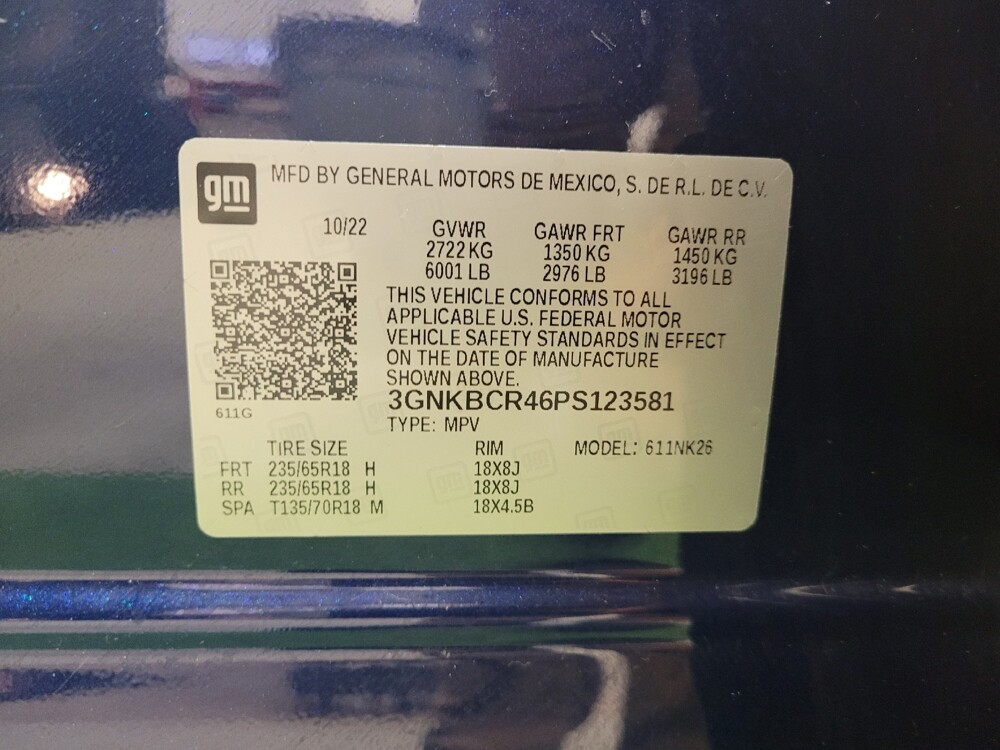 gm MFD BY GENERAL MOTORS DE MEXICO, S. DE R.L. DE C.V.
10/22 GVWR GAWR FRT GAWR RR
2722 KG 1350 KG 1450 KG
6001 LB 2976 LB 3196 LB
THIS VEHICLE CONFORMS TO ALL
APPLICABLE U.S. FEDERAL MOTOR
VEHICLE SAFETY STANDARDS IN EFFECT
ON THE DATE OF MANUFACTURE
SHOWN ABOVE.
3GNKBCR46PS123581
611G
TYPE: MPV
TIRE SIZE RIM MODEL: 611NK26
FRT 235/65R18 H 18X8J
RR 235/65R18 H 18X8J
SPA T135/70R18 M 18X4.5B